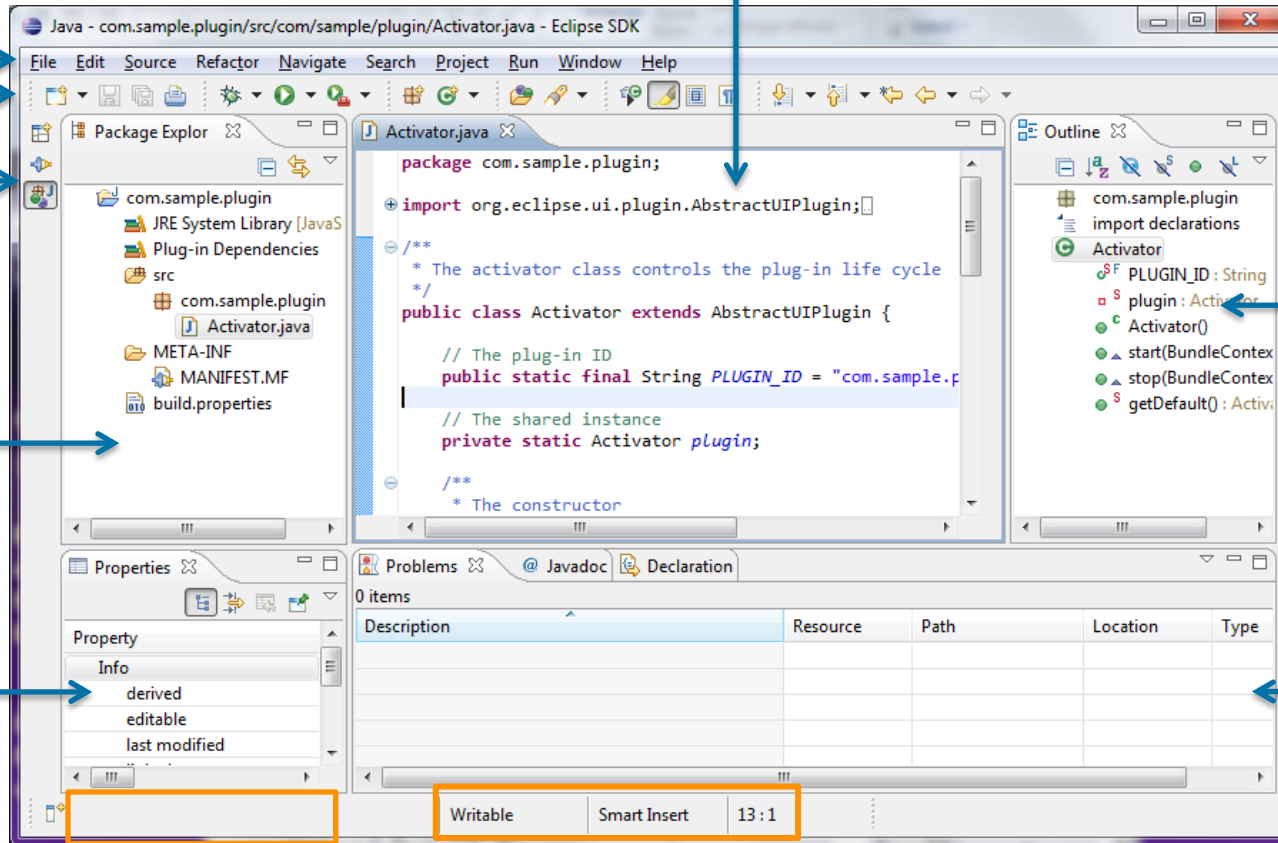 Java - com.sample.plugin/src/com/sample/plugin/Activator.java - Eclipse SDK
File Edit Source Refactor Navigate Search Project Run Window Help
Package Explor
com.sample.plugin
JRE System Library [JavaS
Plug-in Dependencies
src
com.sample.plugin
Activator.java
META-INF
MANIFEST.MF
build.properties
Activator.java
package com.sample.plugin;
import org.eclipse.ui.plugin.AbstractUIPlugin;
/**
* The activator class controls the plug-in life cycle
*/
public class Activator extends AbstractUIPlugin {
// The plug-in ID
public static final String PLUGIN_ID = "com.sample.p
// The shared instance
private static Activator plugin;
/**
* The constructor
Outline
com.sample.plugin
import declarations
Activator
PLUGIN_ID : String
plugin : Activator
Activator()
start(BundleContex
stop(BundleContex
getDefault() : Activa
Properties
Property
Info
derived
editable
last modified
Problems @ Javadoc Declaration
0 items
Description Resource Path Location Type
Writable Smart Insert 13 : 1